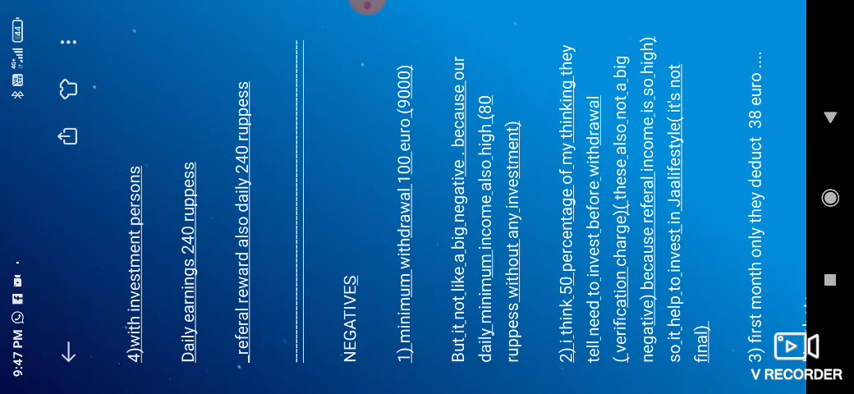 9:47 PM
4G+
44
4)with investment persons
Daily earnings 240 ruppess
referal reward also daily 240 ruppess
--------------------------------------------------
NEGATIVES
1) minimum withdrawal 100 euro (9000)
But it not like a big negative . because our
daily minimum income also high (80
ruppess without any investment)
2) i think 50 percentage of my thinking they
tell need to invest before withdrawal
( verification charge)( these also not a big
negative) because referal income is so high)
so it help to invest in Jaalifestyle( it's not
final)
3) first month only they deduct 38 euro ....
V RECORDER